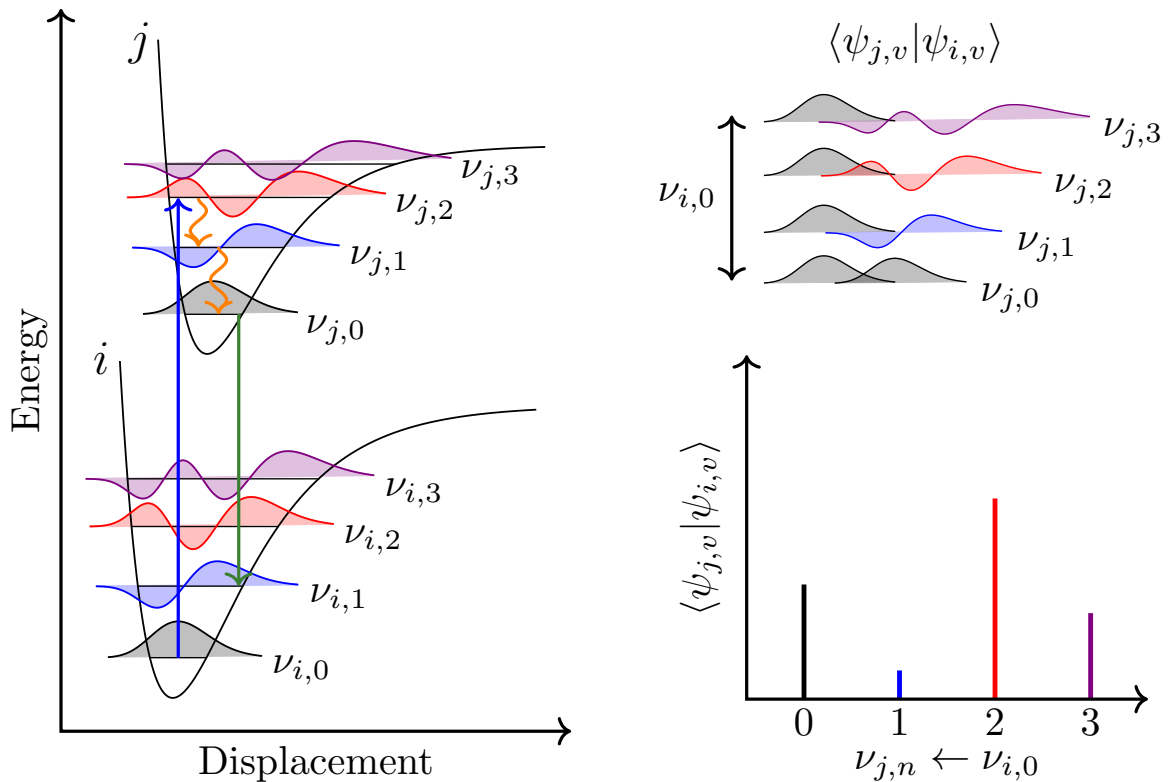 Energy
j
ν_{j,3}
ν_{j,2}
ν_{j,1}
ν_{j,0}
i
ν_{i,3}
ν_{i,2}
ν_{i,1}
ν_{i,0}
Displacement
⟨ψ_{j,v}|ψ_{i,v}⟩
ν_{i,0}
ν_{j,3}
ν_{j,2}
ν_{j,1}
ν_{j,0}
⟨ψ_{j,v}|ψ_{i,v}⟩
0 1 2 3
ν_{j,n} ← ν_{i,0}